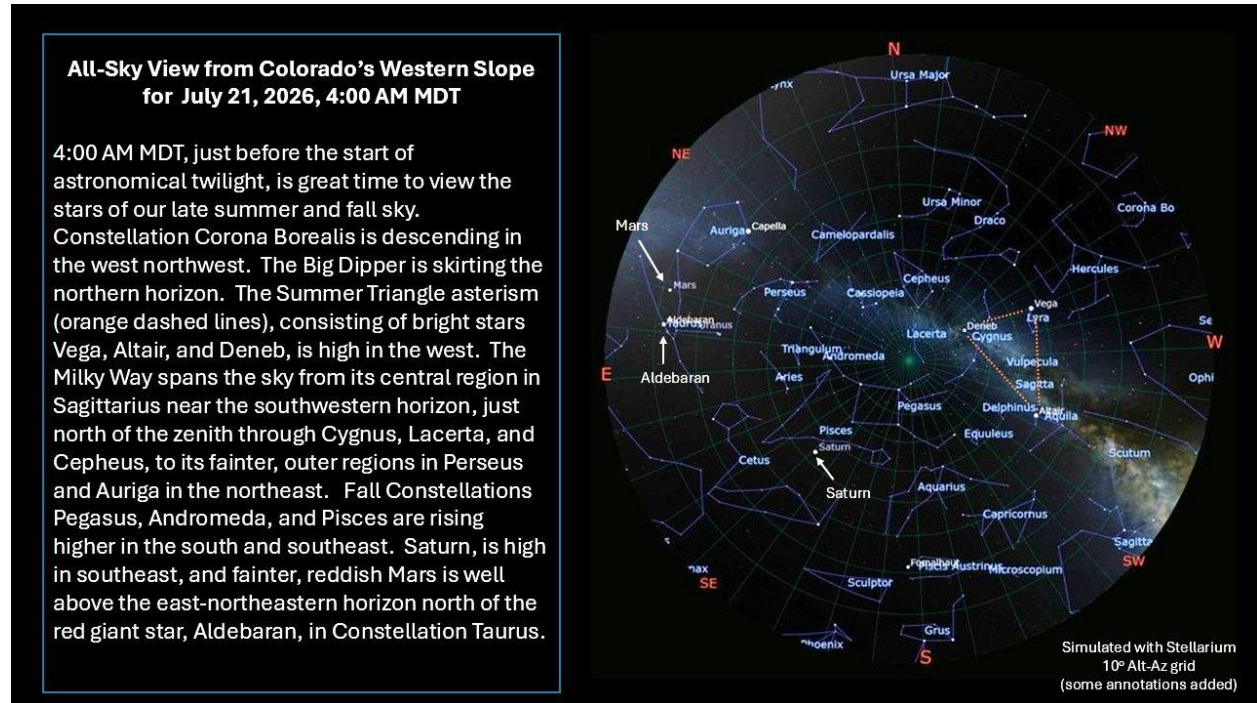 All-Sky View from Colorado’s Western Slope
for July 21, 2026, 4:00 AM MDT
4:00 AM MDT, just before the start of
astronomical twilight, is great time to view the
stars of our late summer and fall sky.
Constellation Corona Borealis is descending in
the west northwest. The Big Dipper is skirting the
northern horizon. The Summer Triangle asterism
(orange dashed lines), consisting of bright stars
Vega, Altair, and Deneb, is high in the west. The
Milky Way spans the sky from its central region in
Sagittarius near the southwestern horizon, just
north of the zenith through Cygnus, Lacerta, and
Cepheus, to its fainter, outer regions in Perseus
and Auriga in the northeast. Fall Constellations
Pegasus, Andromeda, and Pisces are rising
higher in the south and southeast. Saturn, is high
in southeast, and fainter, reddish Mars is well
above the east-northeastern horizon north of the
red giant star, Aldebaran, in Constellation Taurus.
N
Ursa Major
ynx
NW
NE
Ursa Minor
Corona Bo
Draco
Mars
Auriga
Capella
Camelopardalis
Hercules
Cepheus
Mars
Perseus
Cassiopeia
Vega
Lyra
Aldebaran
Deneb
Cygnus
Lacerta
Se
W
Triangulum
Andromeda
Vulpecula
E
Aldebaran
Aries
Sagitta
Ophi
Pegasus
Delphinus
Altair
Aquila
Pisces
Equuleus
Saturn
Cetus
Scutum
Saturn
Aquarius
Capricornus
Sagitta
SW
Fomalhaut
Piscis Austrinus
Microscopium
nax
SE
Sculptor
Grus
Phoenix
S
Simulated with Stellarium
10° Alt-Az grid
(some annotations added)